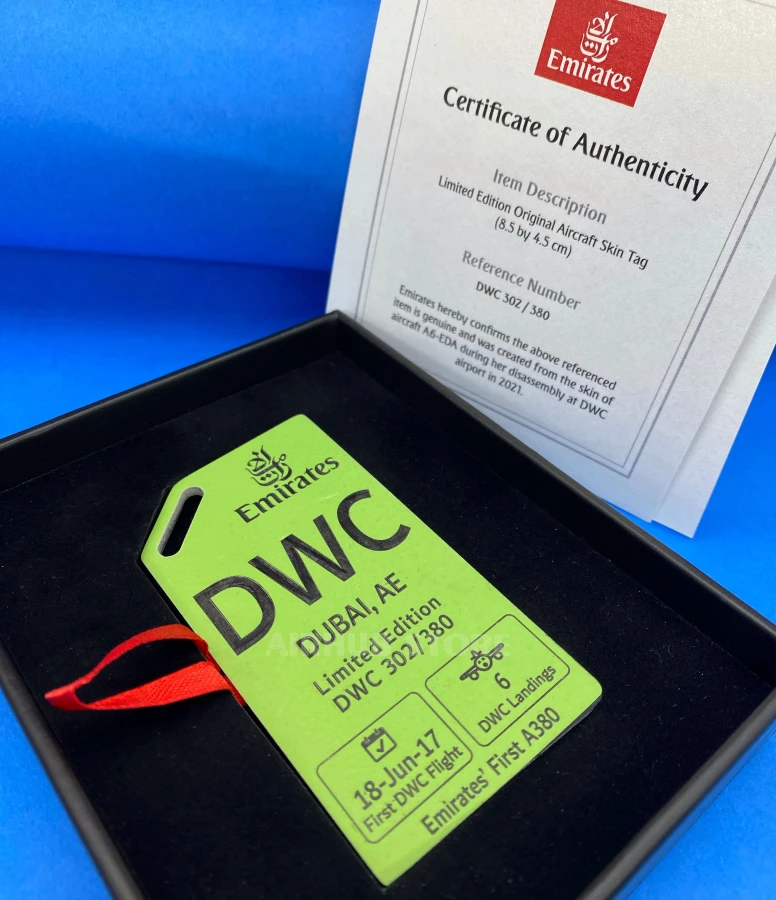 Emirates
Certificate of Authenticity
Item Description
Limited Edition Original Aircraft Skin Tag
(8.5 by 4.5 cm)
Reference Number
DWC 302 / 380
Emirates hereby confirms the above referenced
item is genuine and was created from the skin of
aircraft A6-EDA during her disassembly at DWC
airport in 2021.
Emirates
DWC
DUBAI, AE
Limited Edition
DWC 302/380
18-Jun-17
First DWC Flight
6
DWC Landings
Emirates' First A380